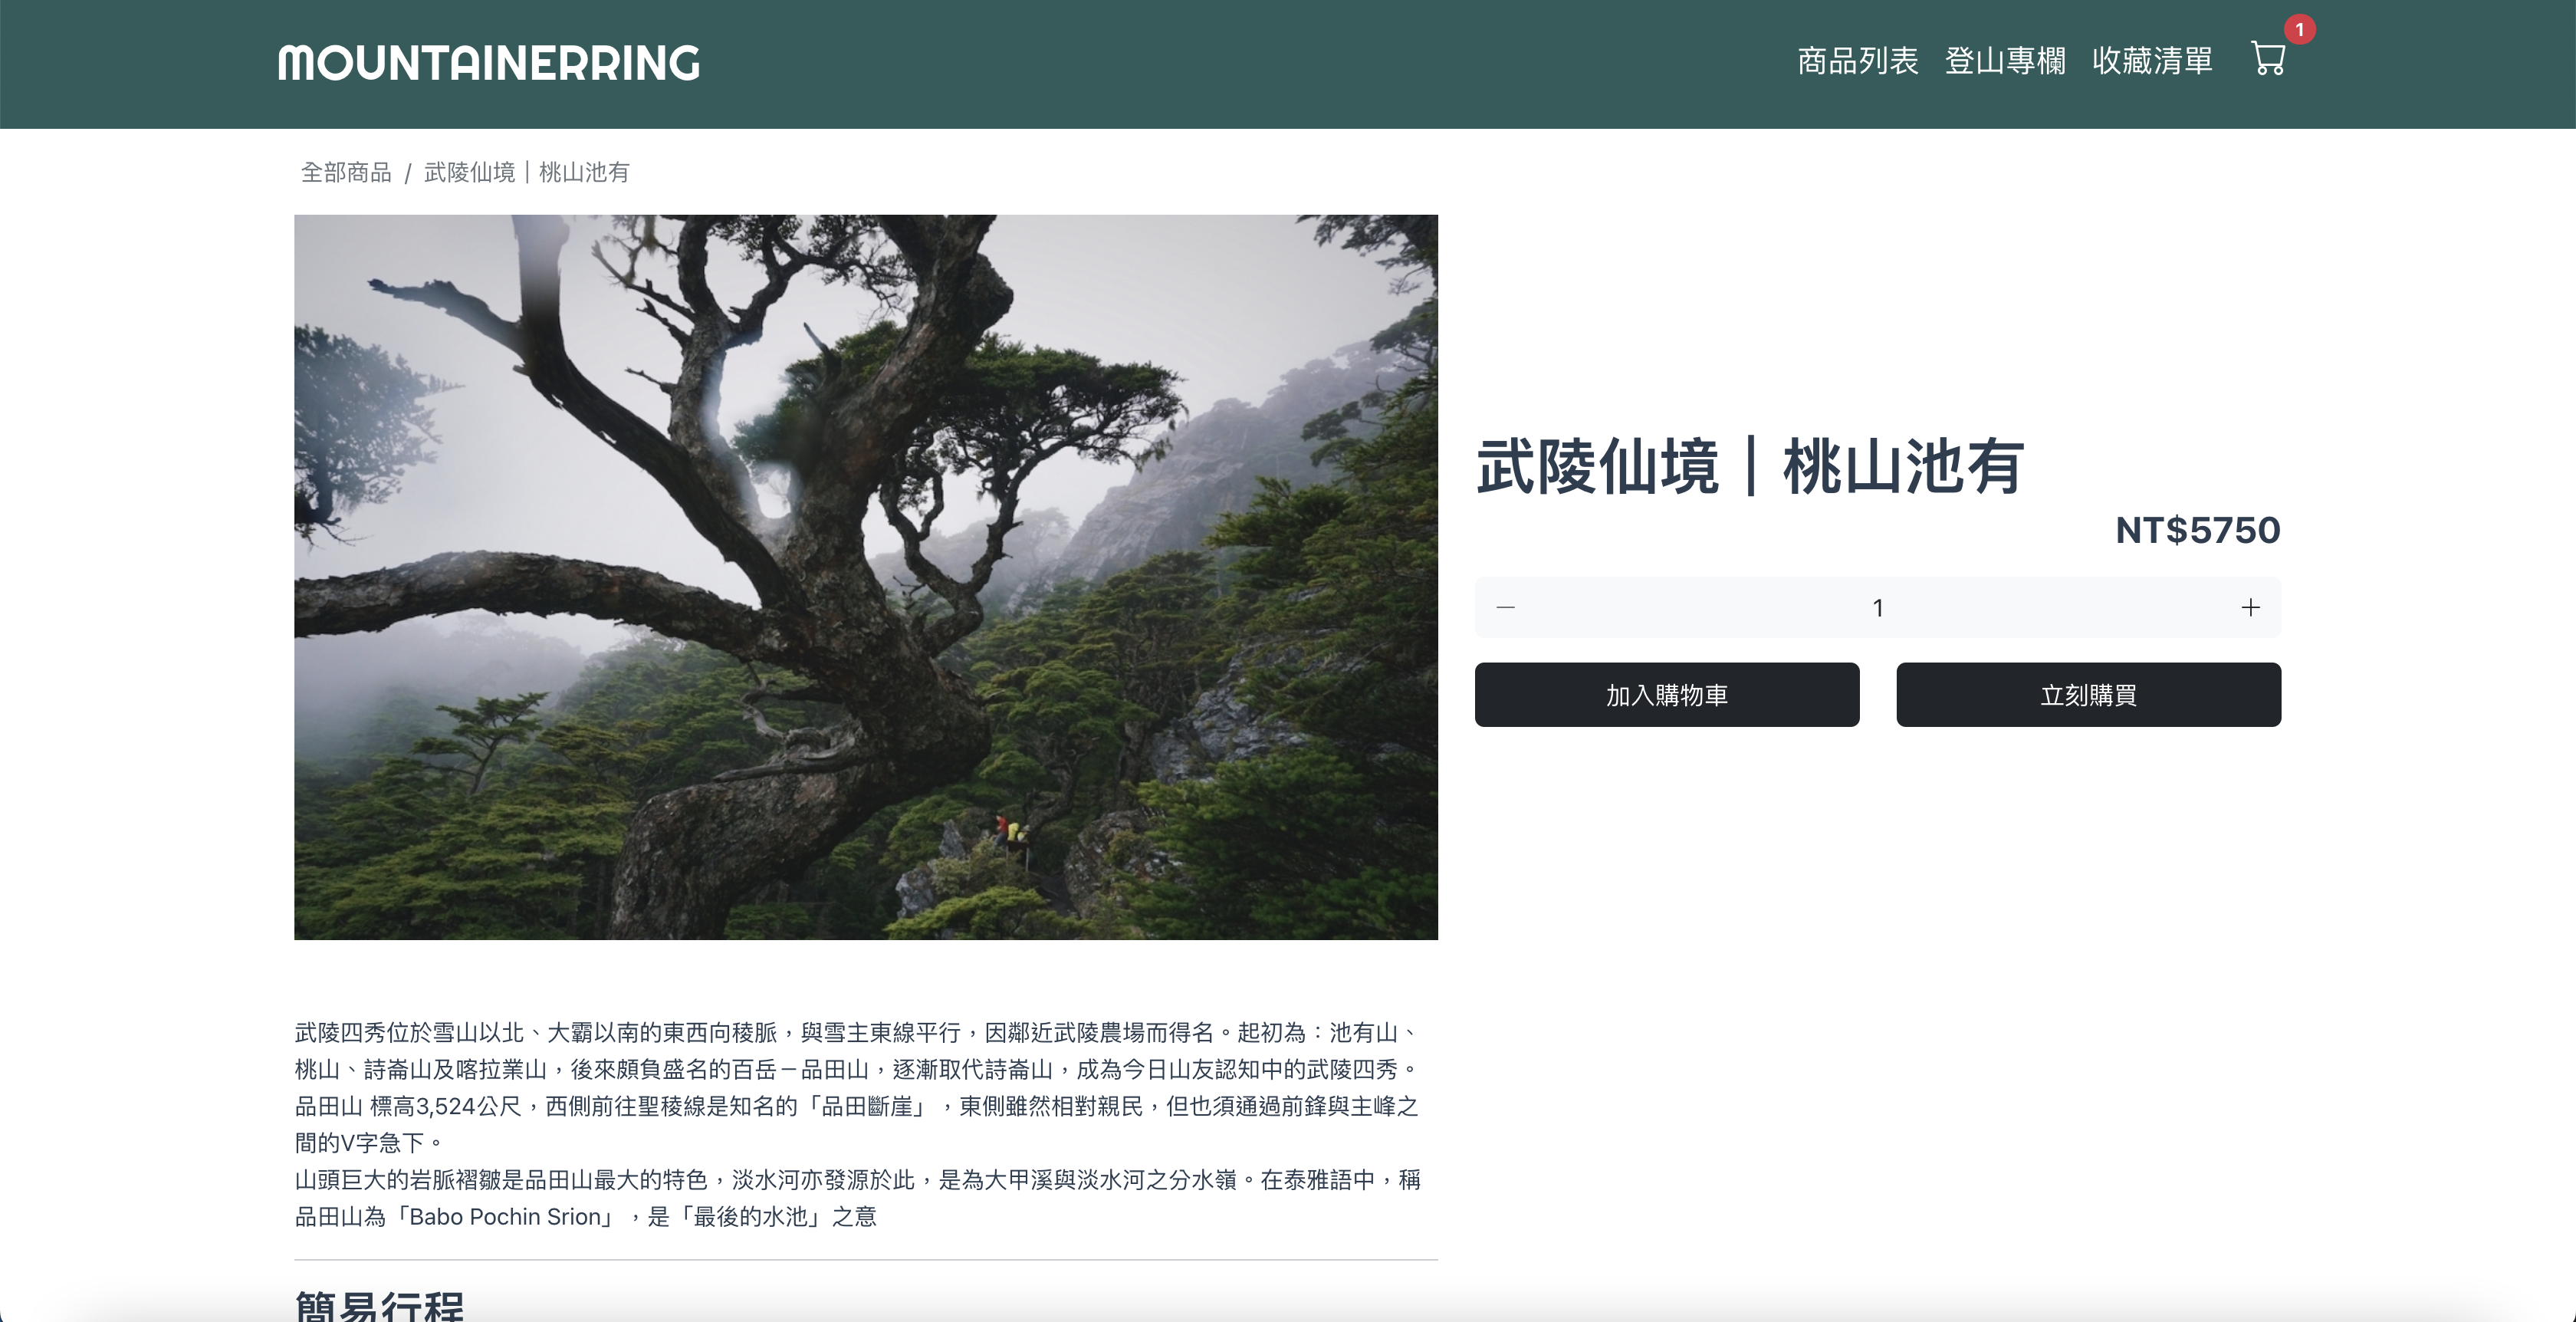 MOUNTAINERRING
商品列表 登山專欄 收藏清單 1
全部商品 / 武陵仙境｜桃山池有
武陵仙境｜桃山池有
NT$5750
— 1 +
加入購物車 立刻購買
武陵四秀位於雪山以北、大霸以南的東西向稜脈，與雪主東線平行，因鄰近武陵農場而得名。起初為：池有山、
桃山、詩崙山及喀拉業山，後來頗負盛名的百岳－品田山，逐漸取代詩崙山，成為今日山友認知中的武陵四秀。
品田山 標高3,524公尺，西側前往聖稜線是知名的「品田斷崖」，東側雖然相對親民，但也須通過前鋒與主峰之
間的V字急下。
山頭巨大的岩脈褶皺是品田山最大的特色，淡水河亦發源於此，是為大甲溪與淡水河之分水嶺。在泰雅語中，稱
品田山為「Babo Pochin Srion」，是「最後的水池」之意
簡易行程